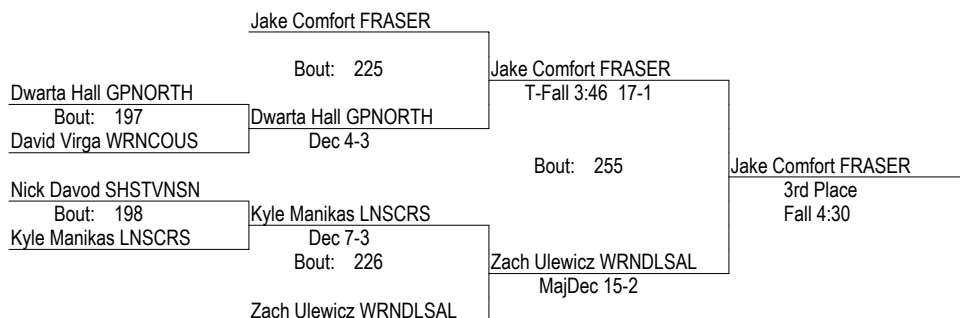 Jake Comfort FRASER
Bout: 225
Jake Comfort FRASER
T-Fall 3:46 17-1
Dwarta Hall GPNORTH
Bout: 197
Dwarta Hall GPNORTH
David Virga WRNCOUS
Dec 4-3
Bout: 255
Jake Comfort FRASER
3rd Place
Fall 4:30
Nick Davod SHSTVNSN
Bout: 198
Kyle Manikas LNSCRS
Kyle Manikas LNSCRS
Dec 7-3
Bout: 226
Zach Ulewicz WRNDLSAL
MajDec 15-2
Zach Ulewicz WRNDLSAL